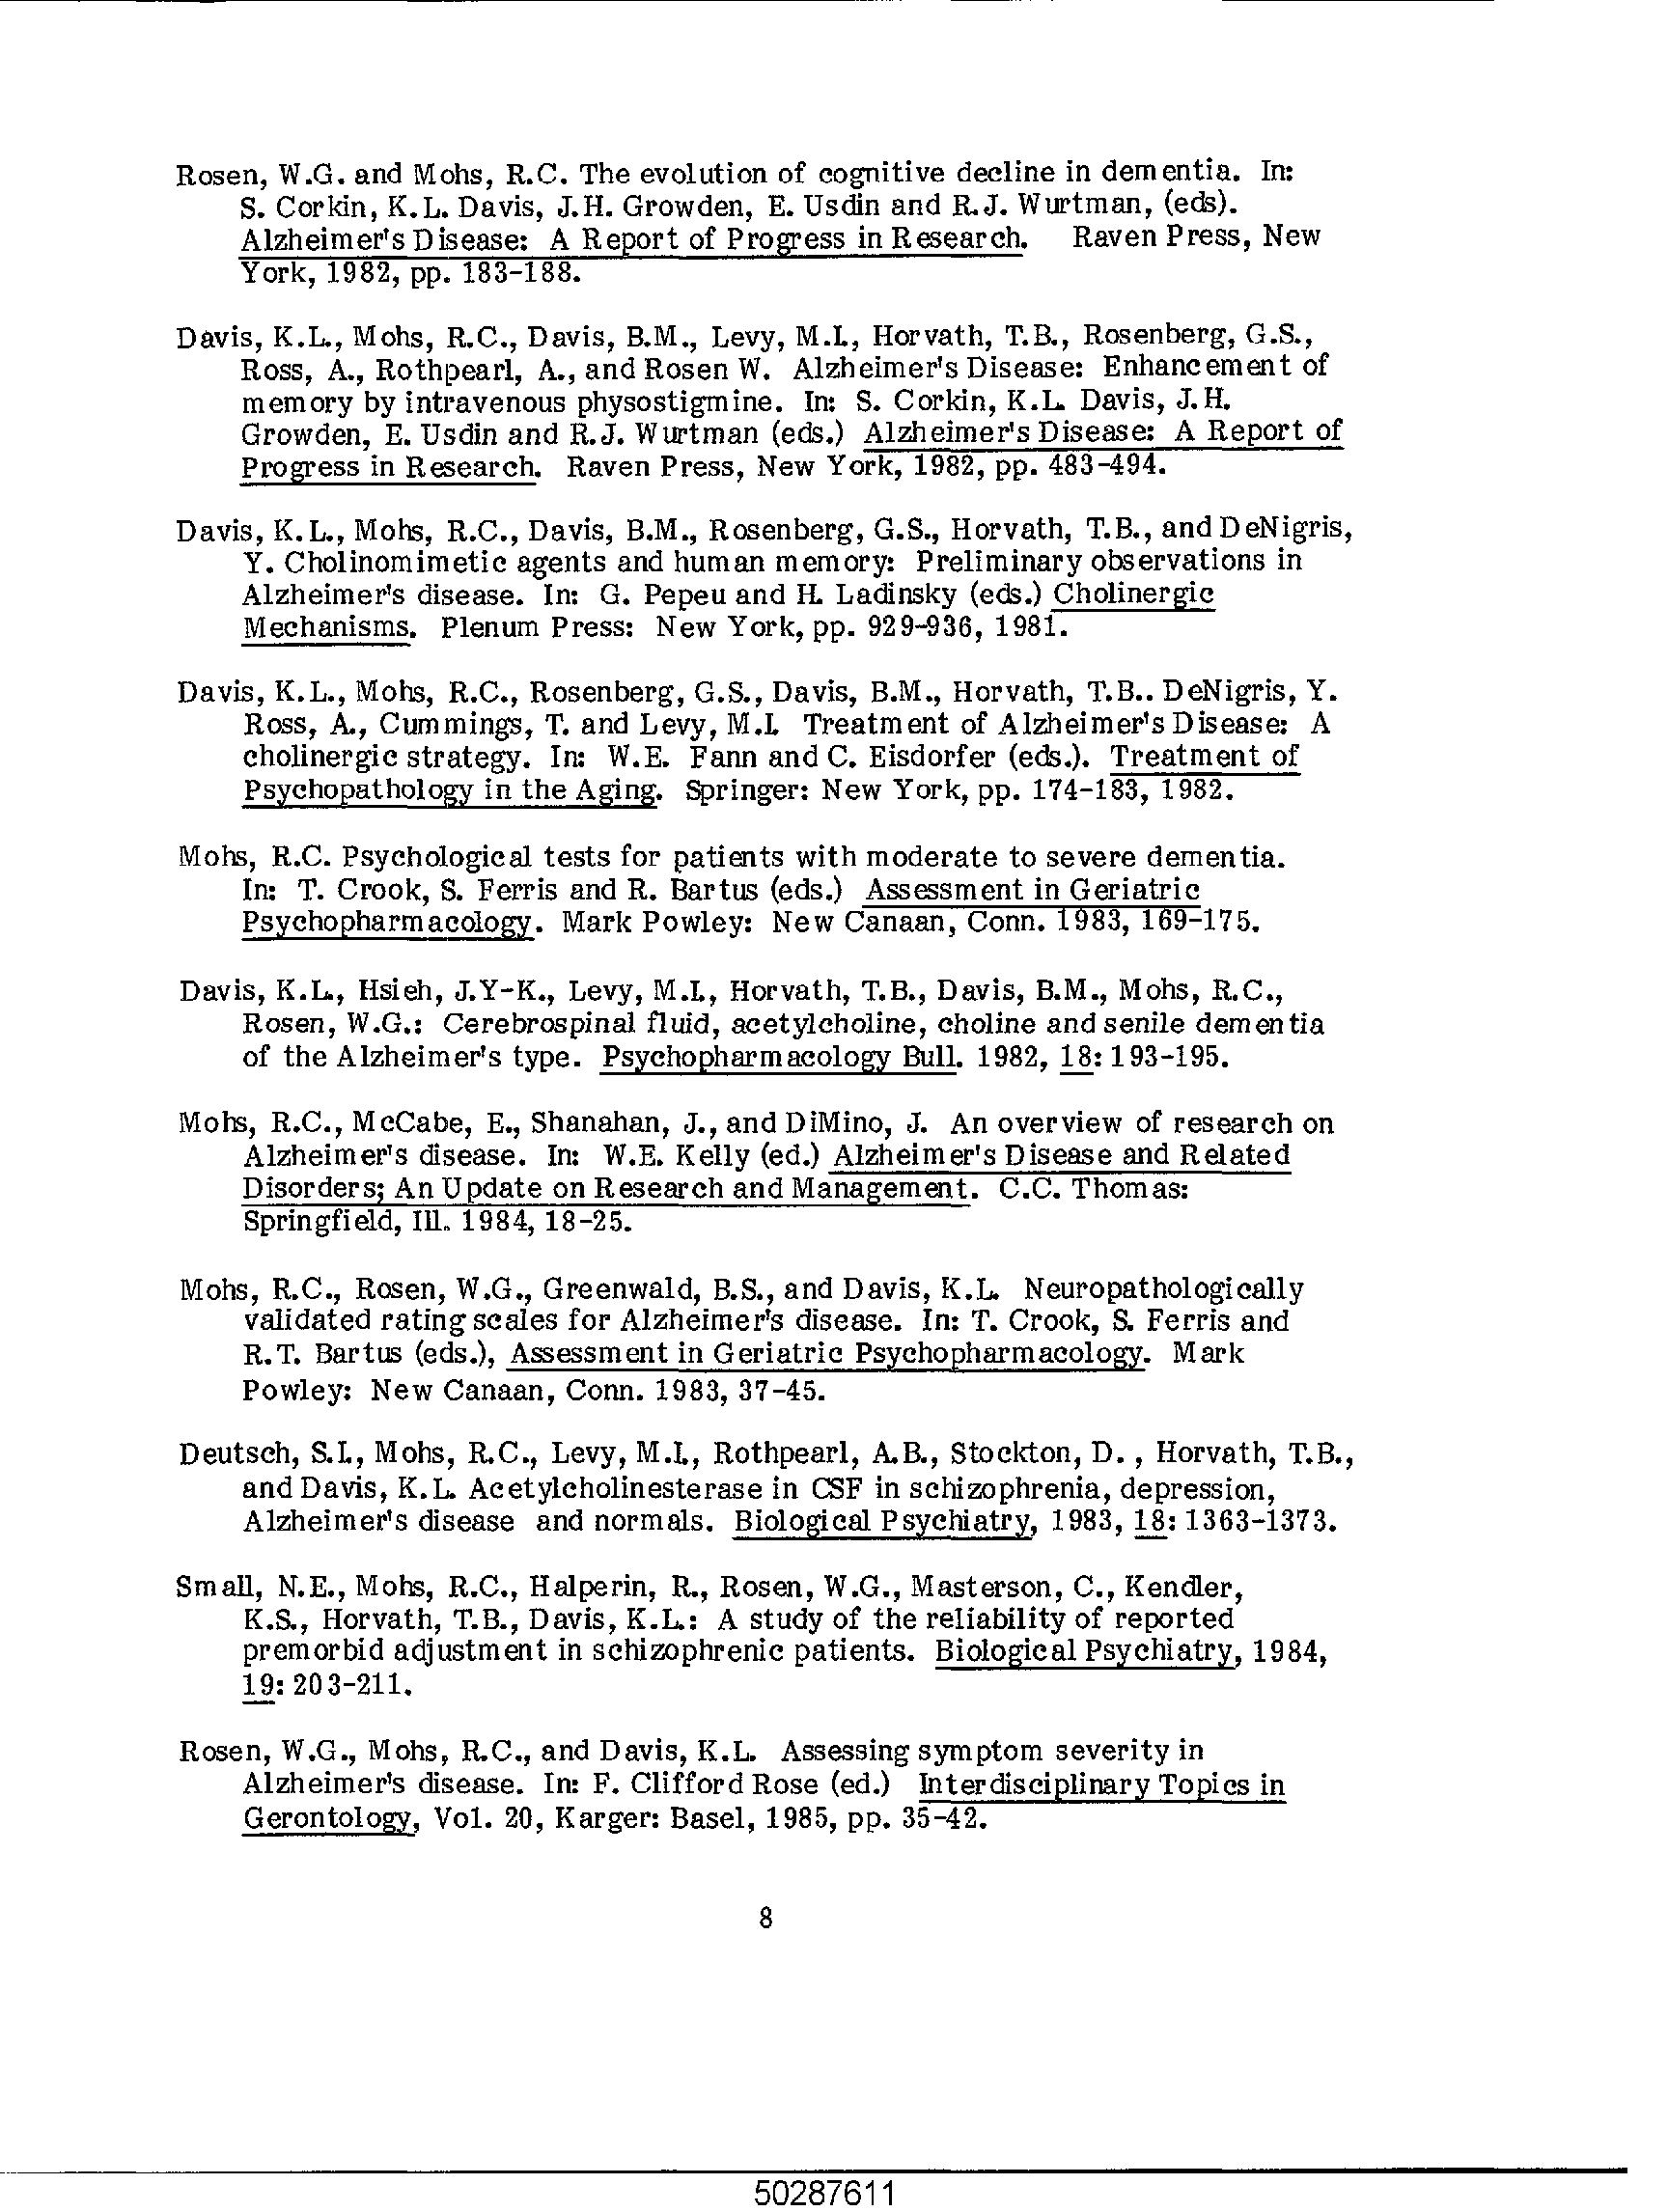 Rosen, W.G. and Mohs, R.C. The evolution of cognitive decline in dementia. In:
S. Corkin, K.L. Davis, J.H. Growden, E. Usdin and R.J. Wurtman, (eds).
Alzheimer's Disease: A Report of Progress in Research. Raven Press, New
York, 1982, pp. 183-188.
Davis, K.L., Mohs, R.C., Davis, B.M., Levy, M.I., Horvath, T.B., Rosenberg, G.S.,
Ross, A., Rothpearl, A., and Rosen W. Alzheimer's Disease: Enhancement of
memory by intravenous physostigmine. In: S. Corkin, K.L. Davis, J.H.
Growden, E. Usdin and R.J. Wurtman (eds.) Alzheimer's Disease: A Report of
Progress in Research. Raven Press, New York, 1982, pp. 483-494.
Davis, K.L., Mohs, R.C., Davis, B.M., Rosenberg, G.S., Horvath, T.B., and DeNigris,
Y. Cholinomimetic agents and human memory: Preliminary observations in
Alzheimer's disease. In: G. Pepeu and H. Ladinsky (eds.) Cholinergic
Mechanisms. Plenum Press: New York, pp. 929-936, 1981.
Davis, K.L., Mohs, R.C., Rosenberg, G.S., Davis, B.M., Horvath, T.B.. DeNigris, Y.
Ross, A., Cummings, T. and Levy, M.I. Treatment of Alzheimer's Disease: A
cholinergic strategy. In: W.E. Fann and C. Eisdorfer (eds.). Treatment of
Psychopathology in the Aging. Springer: New York, pp. 174-183, 1982.
Mohs, R.C. Psychological tests for patients with moderate to severe dementia.
In: T. Crook, S. Ferris and R. Bartus (eds.) Assessment in Geriatric
Psychopharmacology. Mark Powley: New Canaan, Conn. 1983, 169-175.
Davis, K.L., Hsieh, J.Y-K., Levy, M.I., Horvath, T.B., Davis, B.M., Mohs, R.C.,
Rosen, W.G.: Cerebrospinal fluid, acetylcholine, choline and senile dementia
of the Alzheimer's type. Psychopharmacology Bull. 1982, 18: 193-195.
Mohs, R.C., McCabe, E., Shanahan, J., and DiMino, J. An overview of research on
Alzheimer's disease. In: W.E. Kelly (ed.) Alzheimer's Disease and Related
Disorders; An Update on Research and Management. C.C. Thomas:
Springfield, Ill. 1984, 18-25.
Mohs, R.C., Rosen, W.G., Greenwald, B.S., and Davis, K.L. Neuropathologically
validated rating scales for Alzheimer's disease. In: T. Crook, S. Ferris and
R.T. Bartus (eds.), Assessment in Geriatric Psychopharmacology. Mark
Powley: New Canaan, Conn. 1983, 37-45.
Deutsch, S.I., Mohs, R.C., Levy, M.I., Rothpearl, A.B., Stockton, D. , Horvath, T.B.,
and Davis, K.L. Acetylcholinesterase in CSF in schizophrenia, depression,
Alzheimer's disease and normals. Biological Psychiatry, 1983, 18: 1363-1373.
Small, N.E., Mohs, R.C., Halperin, R., Rosen, W.G., Masterson, C., Kendler,
K.S., Horvath, T.B., Davis, K.L.: A study of the reliability of reported
premorbid adjustment in schizophrenic patients. Biological Psychiatry, 1984,
19: 203-211.
Rosen, W.G., Mohs, R.C., and Davis, K.L. Assessing symptom severity in
Alzheimer's disease. In: F. Clifford Rose (ed.) Interdisciplinary Topics in
Gerontology, Vol. 20, Karger: Basel, 1985, pp. 35-42.
8
50287611